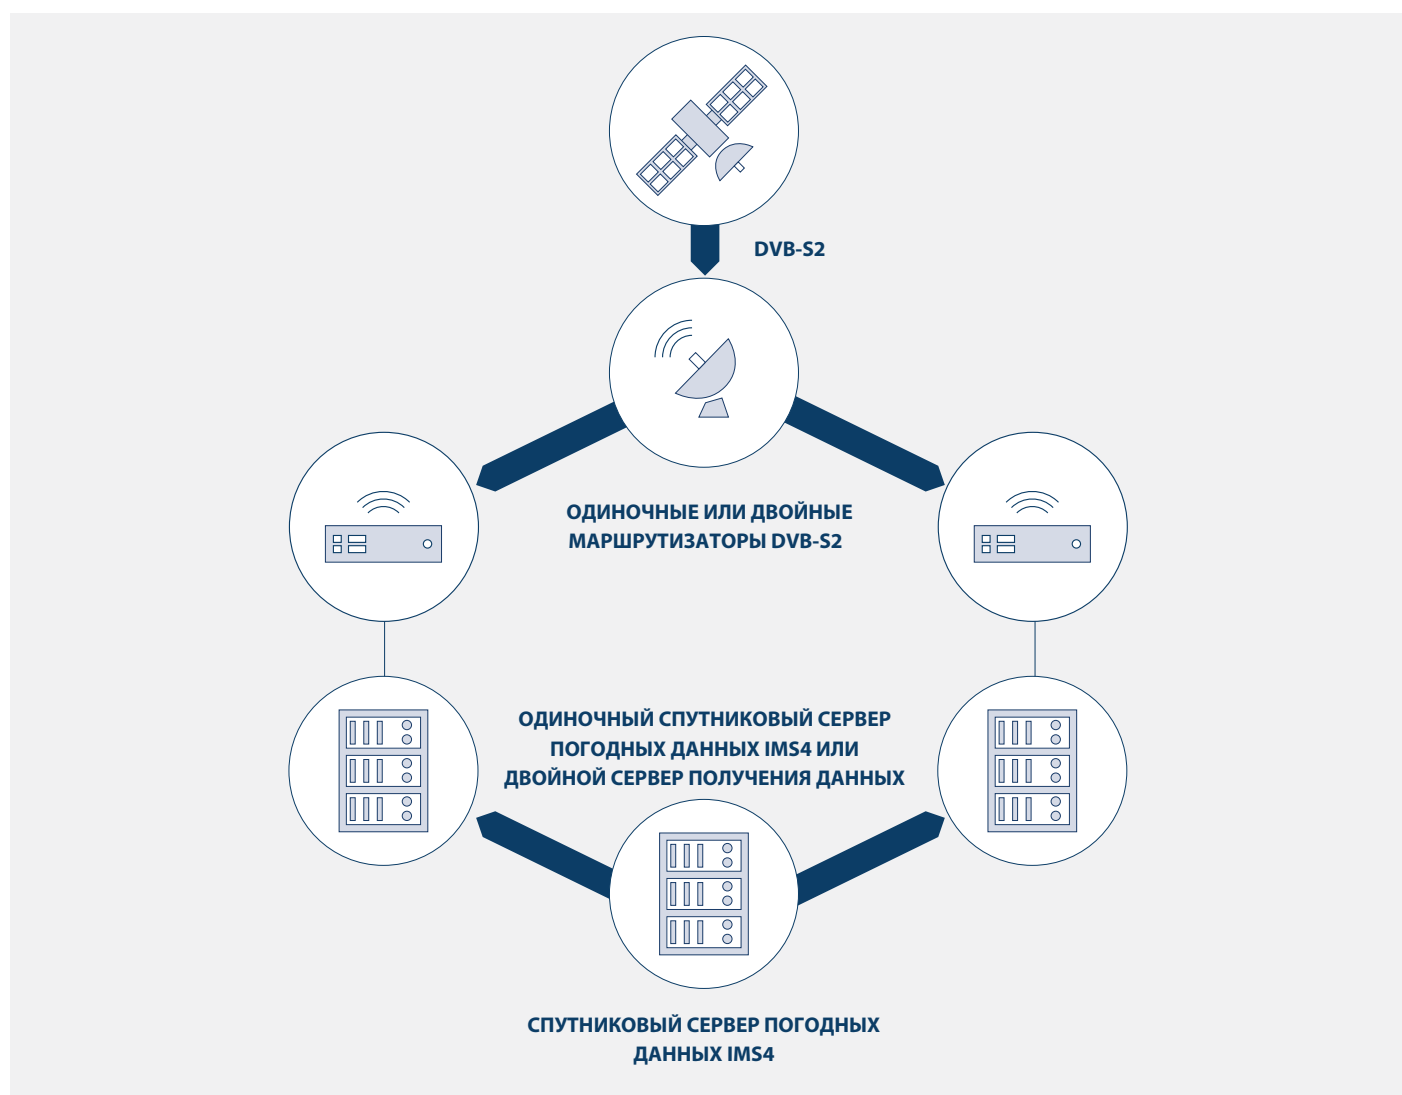 DVB-S2
ОДИНОЧНЫЕ ИЛИ ДВОЙНЫЕ
МАРШРУТИЗАТОРЫ DVB-S2
ОДИНОЧНЫЙ СПУТНИКОВЫЙ СЕРВЕР
ПОГОДНЫХ ДАННЫХ IMS4 ИЛИ
ДВОЙНОЙ СЕРВЕР ПОЛУЧЕНИЯ ДАННЫХ
СПУТНИКОВЫЙ СЕРВЕР ПОГОДНЫХ
ДАННЫХ IMS4